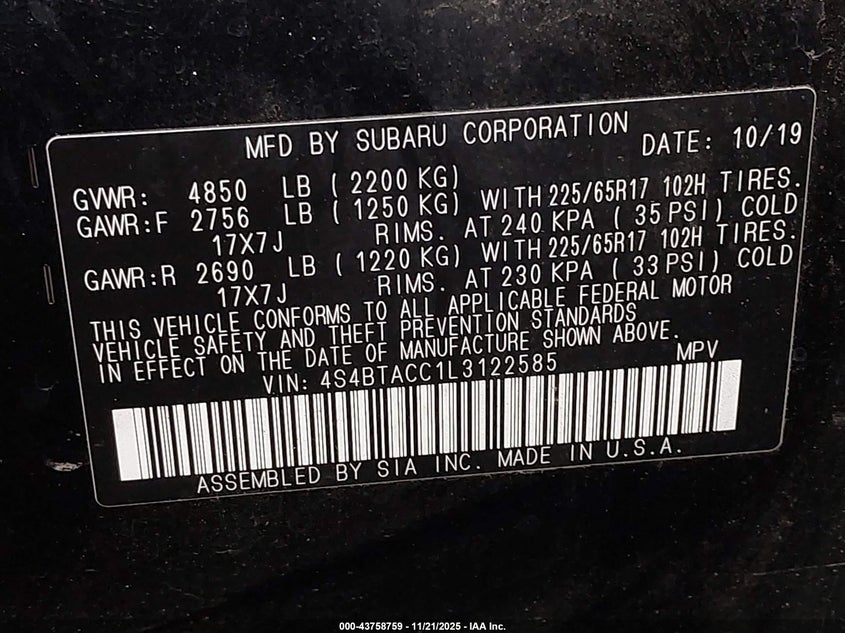 MFD BY SUBARU CORPORATION DATE: 10/19
GVWR: 4850 LB ( 2200 KG)
GAWR:F 2756 LB ( 1250 KG) WITH 225/65R17 102H TIRES.
17X7J RIMS. AT 240 KPA ( 35 PSI) COLD
GAWR:R 2690 LB ( 1220 KG) WITH 225/65R17 102H TIRES.
17X7J RIMS. AT 230 KPA ( 33 PSI) COLD
THIS VEHICLE CONFORMS TO ALL APPLICABLE FEDERAL MOTOR
VEHICLE SAFETY AND THEFT PREVENTION STANDARDS
IN EFFECT ON THE DATE OF MANUFACTURE SHOWN ABOVE.
VIN: 4S4BTACC1L3122585 MPV
ASSEMBLED BY SIA INC. MADE IN U.S.A.
000-43758759 - 11/21/2025 - IAA Inc.